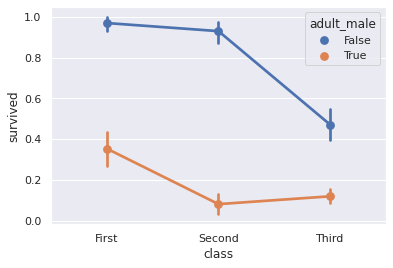 1.0
0.8
0.6
0.4
0.2
0.0
survived
adult_male
False
True
First Second Third
class